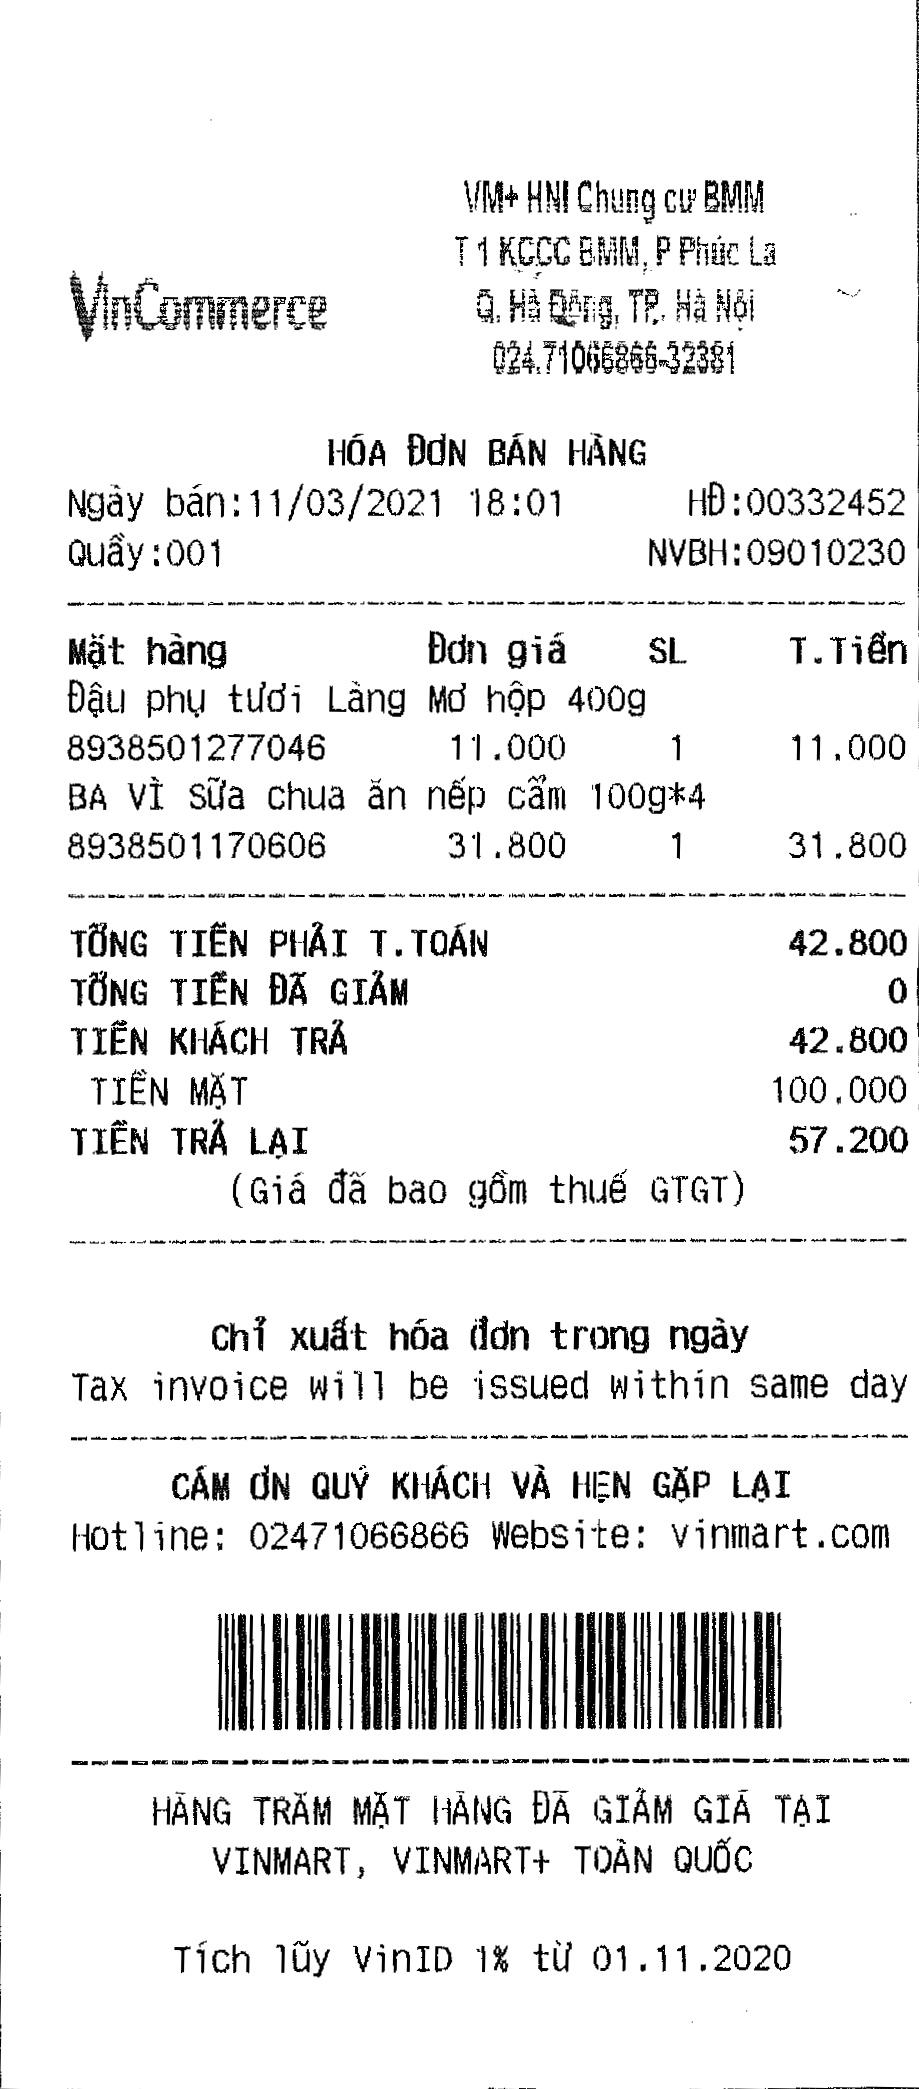 VinCommerce
VM+ HNI Chung cư BMM
T 1 KCCC BMM, P Phúc La
Q. Hà Đông, TP. Hà Nội
024.71066866-32381
HÓA ĐƠN BÁN HÀNG
Ngày bán:11/03/2021 18:01 HĐ:00332452
Quầy:001 NVBH:09010230
Mặt hàng Đơn giá SL T.Tiền
Đậu phụ tươi Làng Mơ hộp 400g
8938501277046 11.000 1 11.000
BA VÌ Sữa chua ăn nếp cẩm 100g*4
8938501170606 31.800 1 31.800
TỔNG TIỀN PHẢI T.TOÁN 42.800
TỔNG TIỀN ĐÃ GIẢM 0
TIỀN KHÁCH TRẢ 42.800
TIỀN MẶT 100.000
TIỀN TRẢ LẠI 57.200
(Giá đã bao gồm thuế GTGT)
Chỉ xuất hóa đơn trong ngày
Tax invoice will be issued within same day
CẢM ƠN QUÝ KHÁCH VÀ HẸN GẶP LẠI
Hotline: 02471066866 Website: vinmart.com
HÀNG TRĂM MẶT HÀNG ĐÃ GIẢM GIÁ TẠI
VINMART, VINMART+ TOÀN QUỐC
Tích lũy VinID 1% từ 01.11.2020